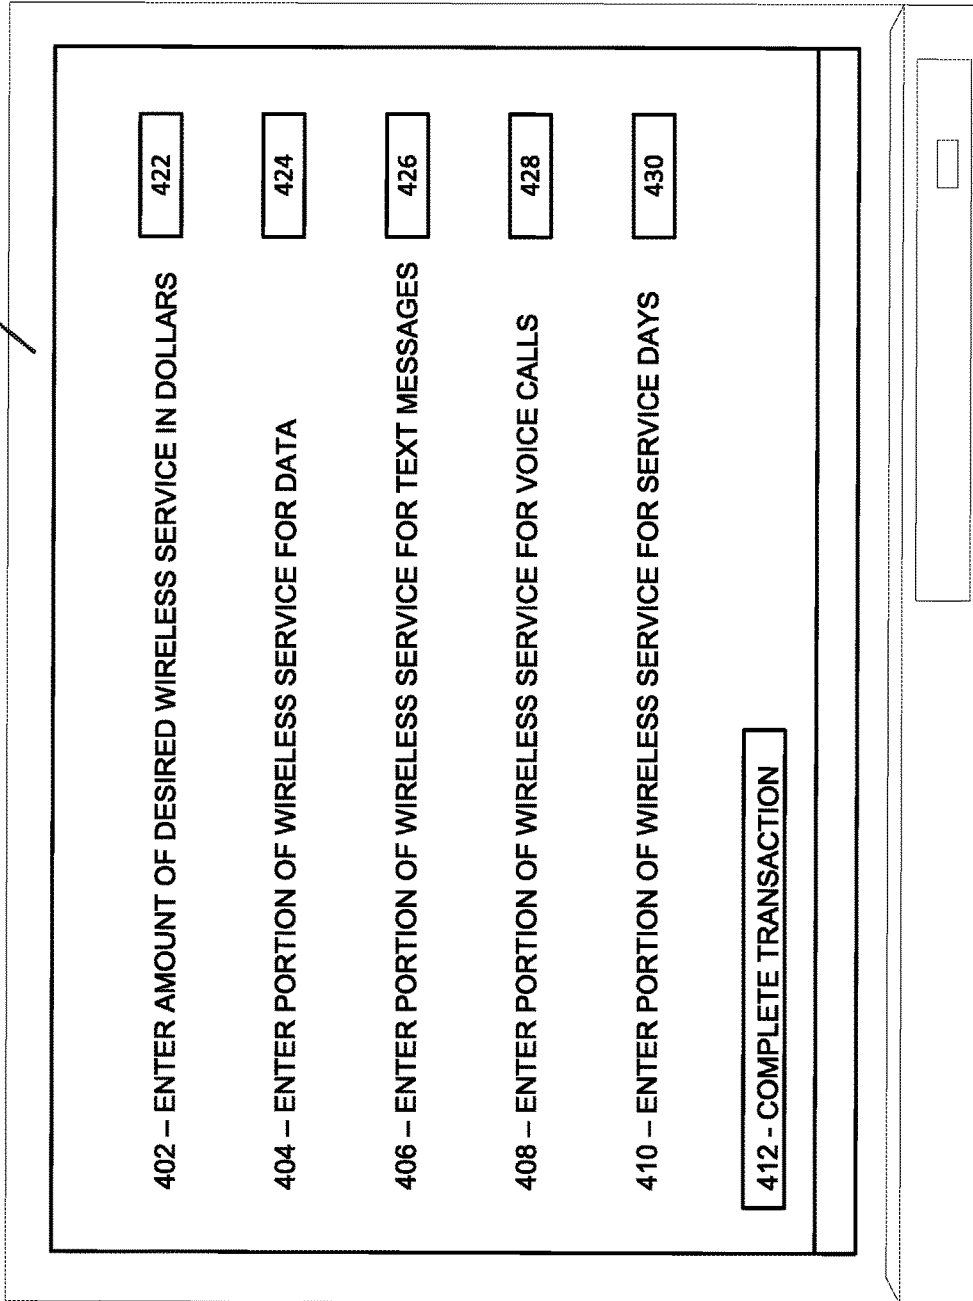 402 – ENTER AMOUNT OF DESIRED WIRELESS SERVICE IN DOLLARS 422
404 – ENTER PORTION OF WIRELESS SERVICE FOR DATA 424
406 – ENTER PORTION OF WIRELESS SERVICE FOR TEXT MESSAGES 426
408 – ENTER PORTION OF WIRELESS SERVICE FOR VOICE CALLS 428
410 – ENTER PORTION OF WIRELESS SERVICE FOR SERVICE DAYS 430
412 - COMPLETE TRANSACTION